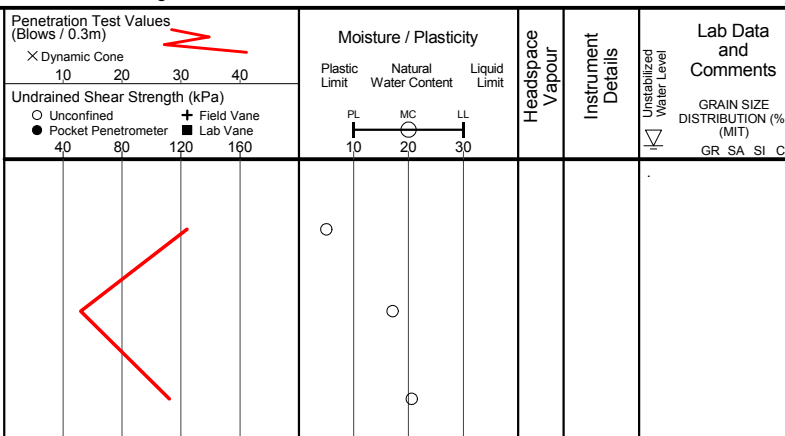 Penetration Test Values
(Blows / 0.3m)
× Dynamic Cone
10 20 30 40
Undrained Shear Strength (kPa)
Unconfined + Field Vane
Pocket Penetrometer Lab Vane
40 80 120 160
Moisture / Plasticity
Plastic Limit
Natural Water Content
Liquid Limit
PL MC LL
10 20 30
Headspace
Vapour
Instrument
Details
Unstabilized
Water Level
Lab Data
and
Comments
GRAIN SIZE
DISTRIBUTION (%
(MIT)
GR SA SI C